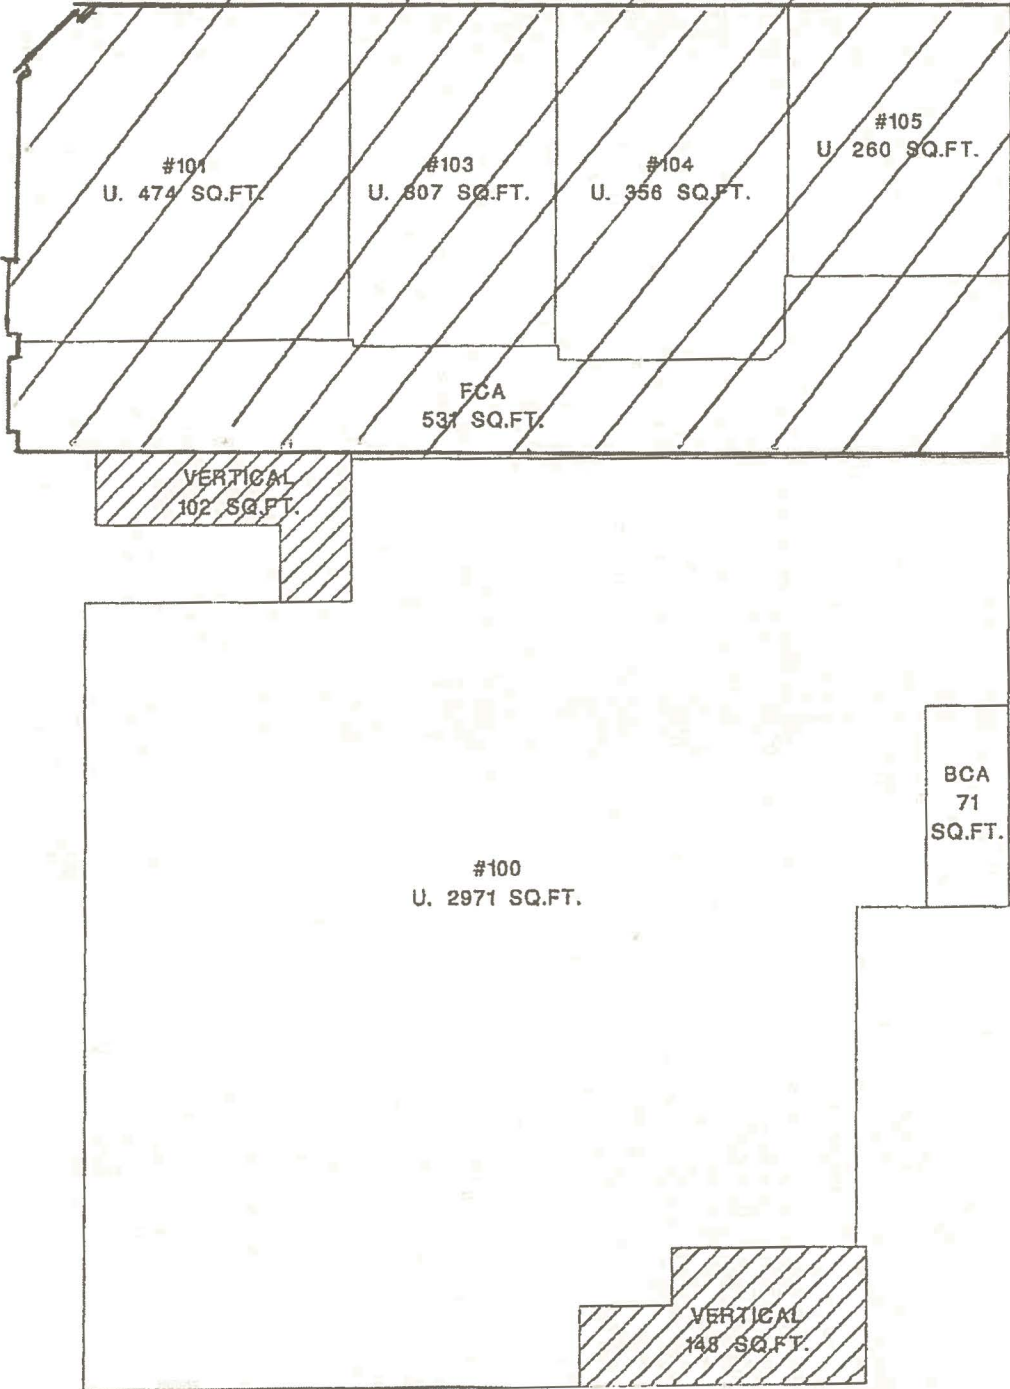 #101
U. 474 SQ.FT.
#103
U. 307 SQ.FT.
#104
U. 356 SQ.FT.
#105
U. 260 SQ.FT.
FCA
531 SQ.FT.
VERTICAL
102 SQ.FT.
BCA
71
SQ.FT.
#100
U. 2971 SQ.FT.
VERTICAL
148 SQ.FT.